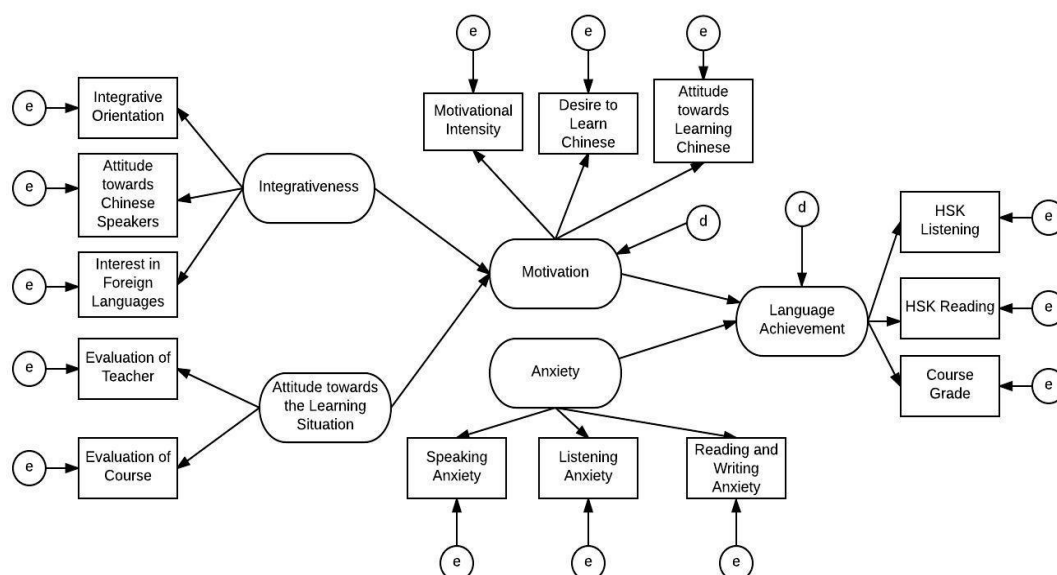 e
e
e
Integrative
Orientation
e
Motivational
Intensity
Desire to
Learn
Chinese
Attitude
towards
Learning
Chinese
Attitude
towards
Chinese
Speakers
e
Integrativeness
Interest in
Foreign
Languages
e
d
d
Motivation
HSK
Listening
e
HSK Reading
e
Language
Achievement
Course
Grade
e
Evaluation of
Teacher
e
Attitude towards
the Learning
Situation
Anxiety
Evaluation of
Course
e
Speaking
Anxiety
Listening
Anxiety
Reading and
Writing
Anxiety
e
e
e